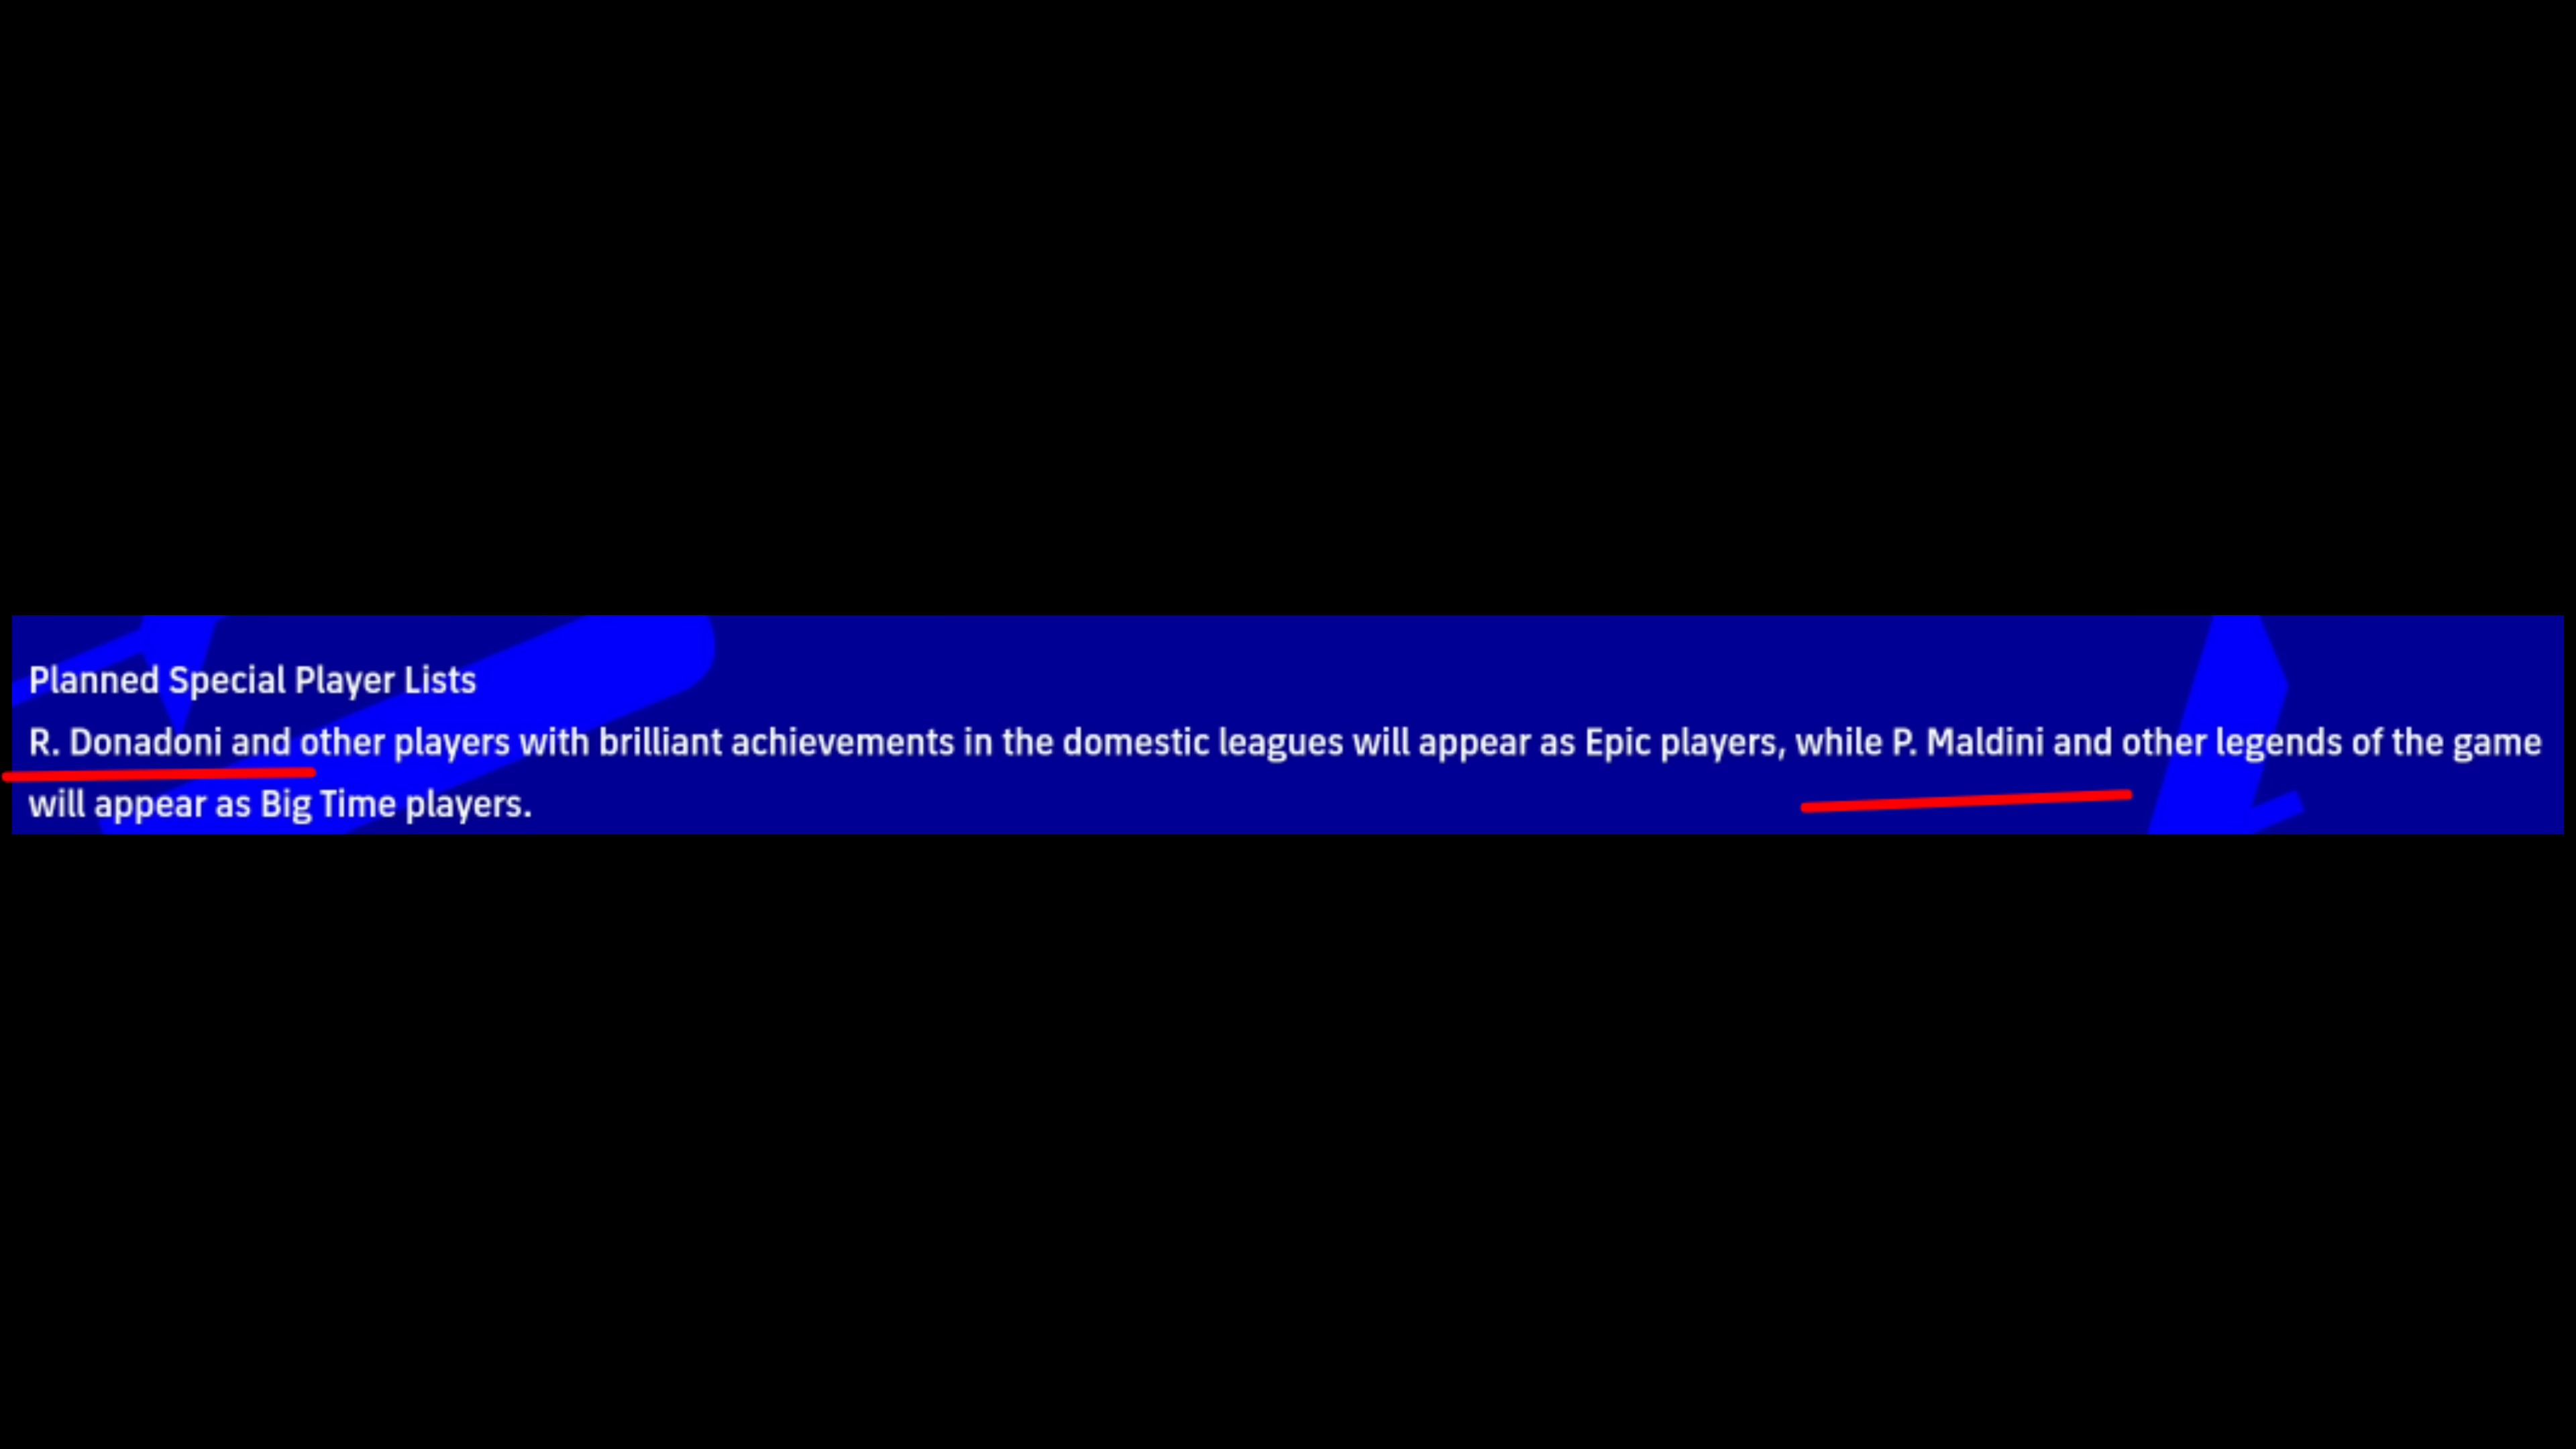 Planned Special Player Lists
R. Donadoni and other players with brilliant achievements in the domestic leagues will appear as Epic players, while P. Maldini and other legends of the game
will appear as Big Time players.